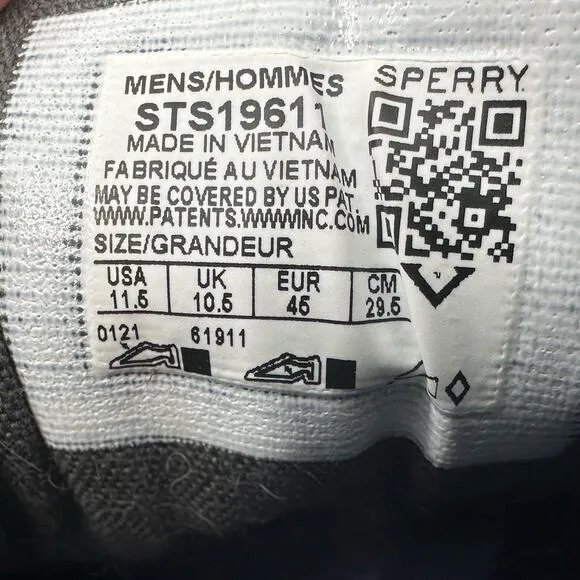 MENS/HOMMES SPERRY
STS19611
MADE IN VIETNAM
FABRIQUÉ AU VIETNAM
MAY BE COVERED BY US PAT
WWW.PATENTS.WWWINC.COM
SIZE/GRANDEUR
USA UK EUR CM
11.5 10.5 45 29.5
0121 61911